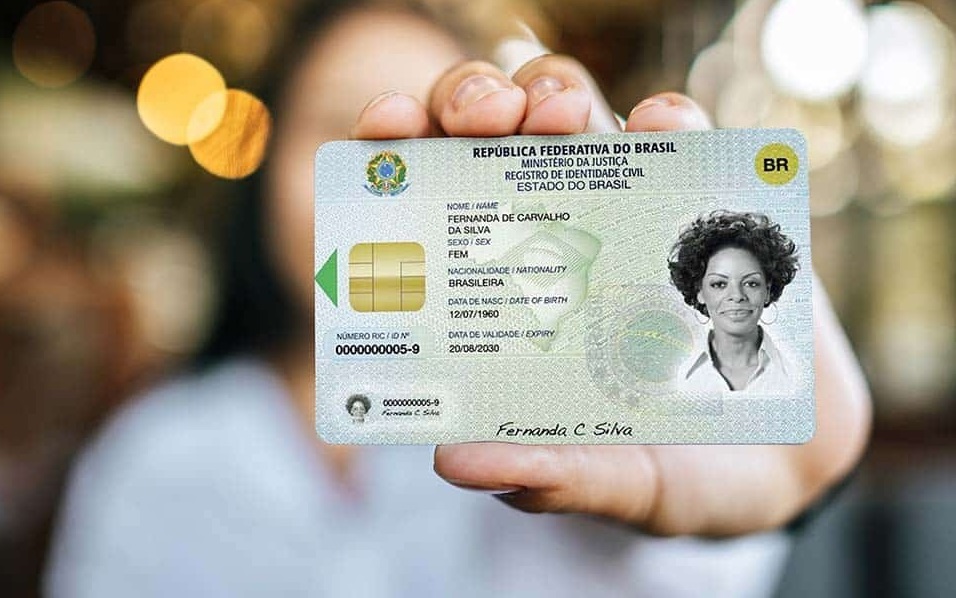 REPÚBLICA FEDERATIVA DO BRASIL
MINISTÉRIO DA JUSTIÇA
REGISTRO DE IDENTIDADE CIVIL
ESTADO DO BRASIL
BR
NOME / NAME
FERNANDA DE CARVALHO
DA SILVA
SEXO / SEX
FEM
NACIONALIDADE / NATIONALITY
BRASILEIRA
DATA DE NASC / DATE OF BIRTH
12/07/1960
NÚMERO RIC / ID Nº
0000000005-9
DATA DE VALIDADE / EXPIRY
20/08/2030
0000000005-9
Fernanda C Silva
Fernanda C Silva